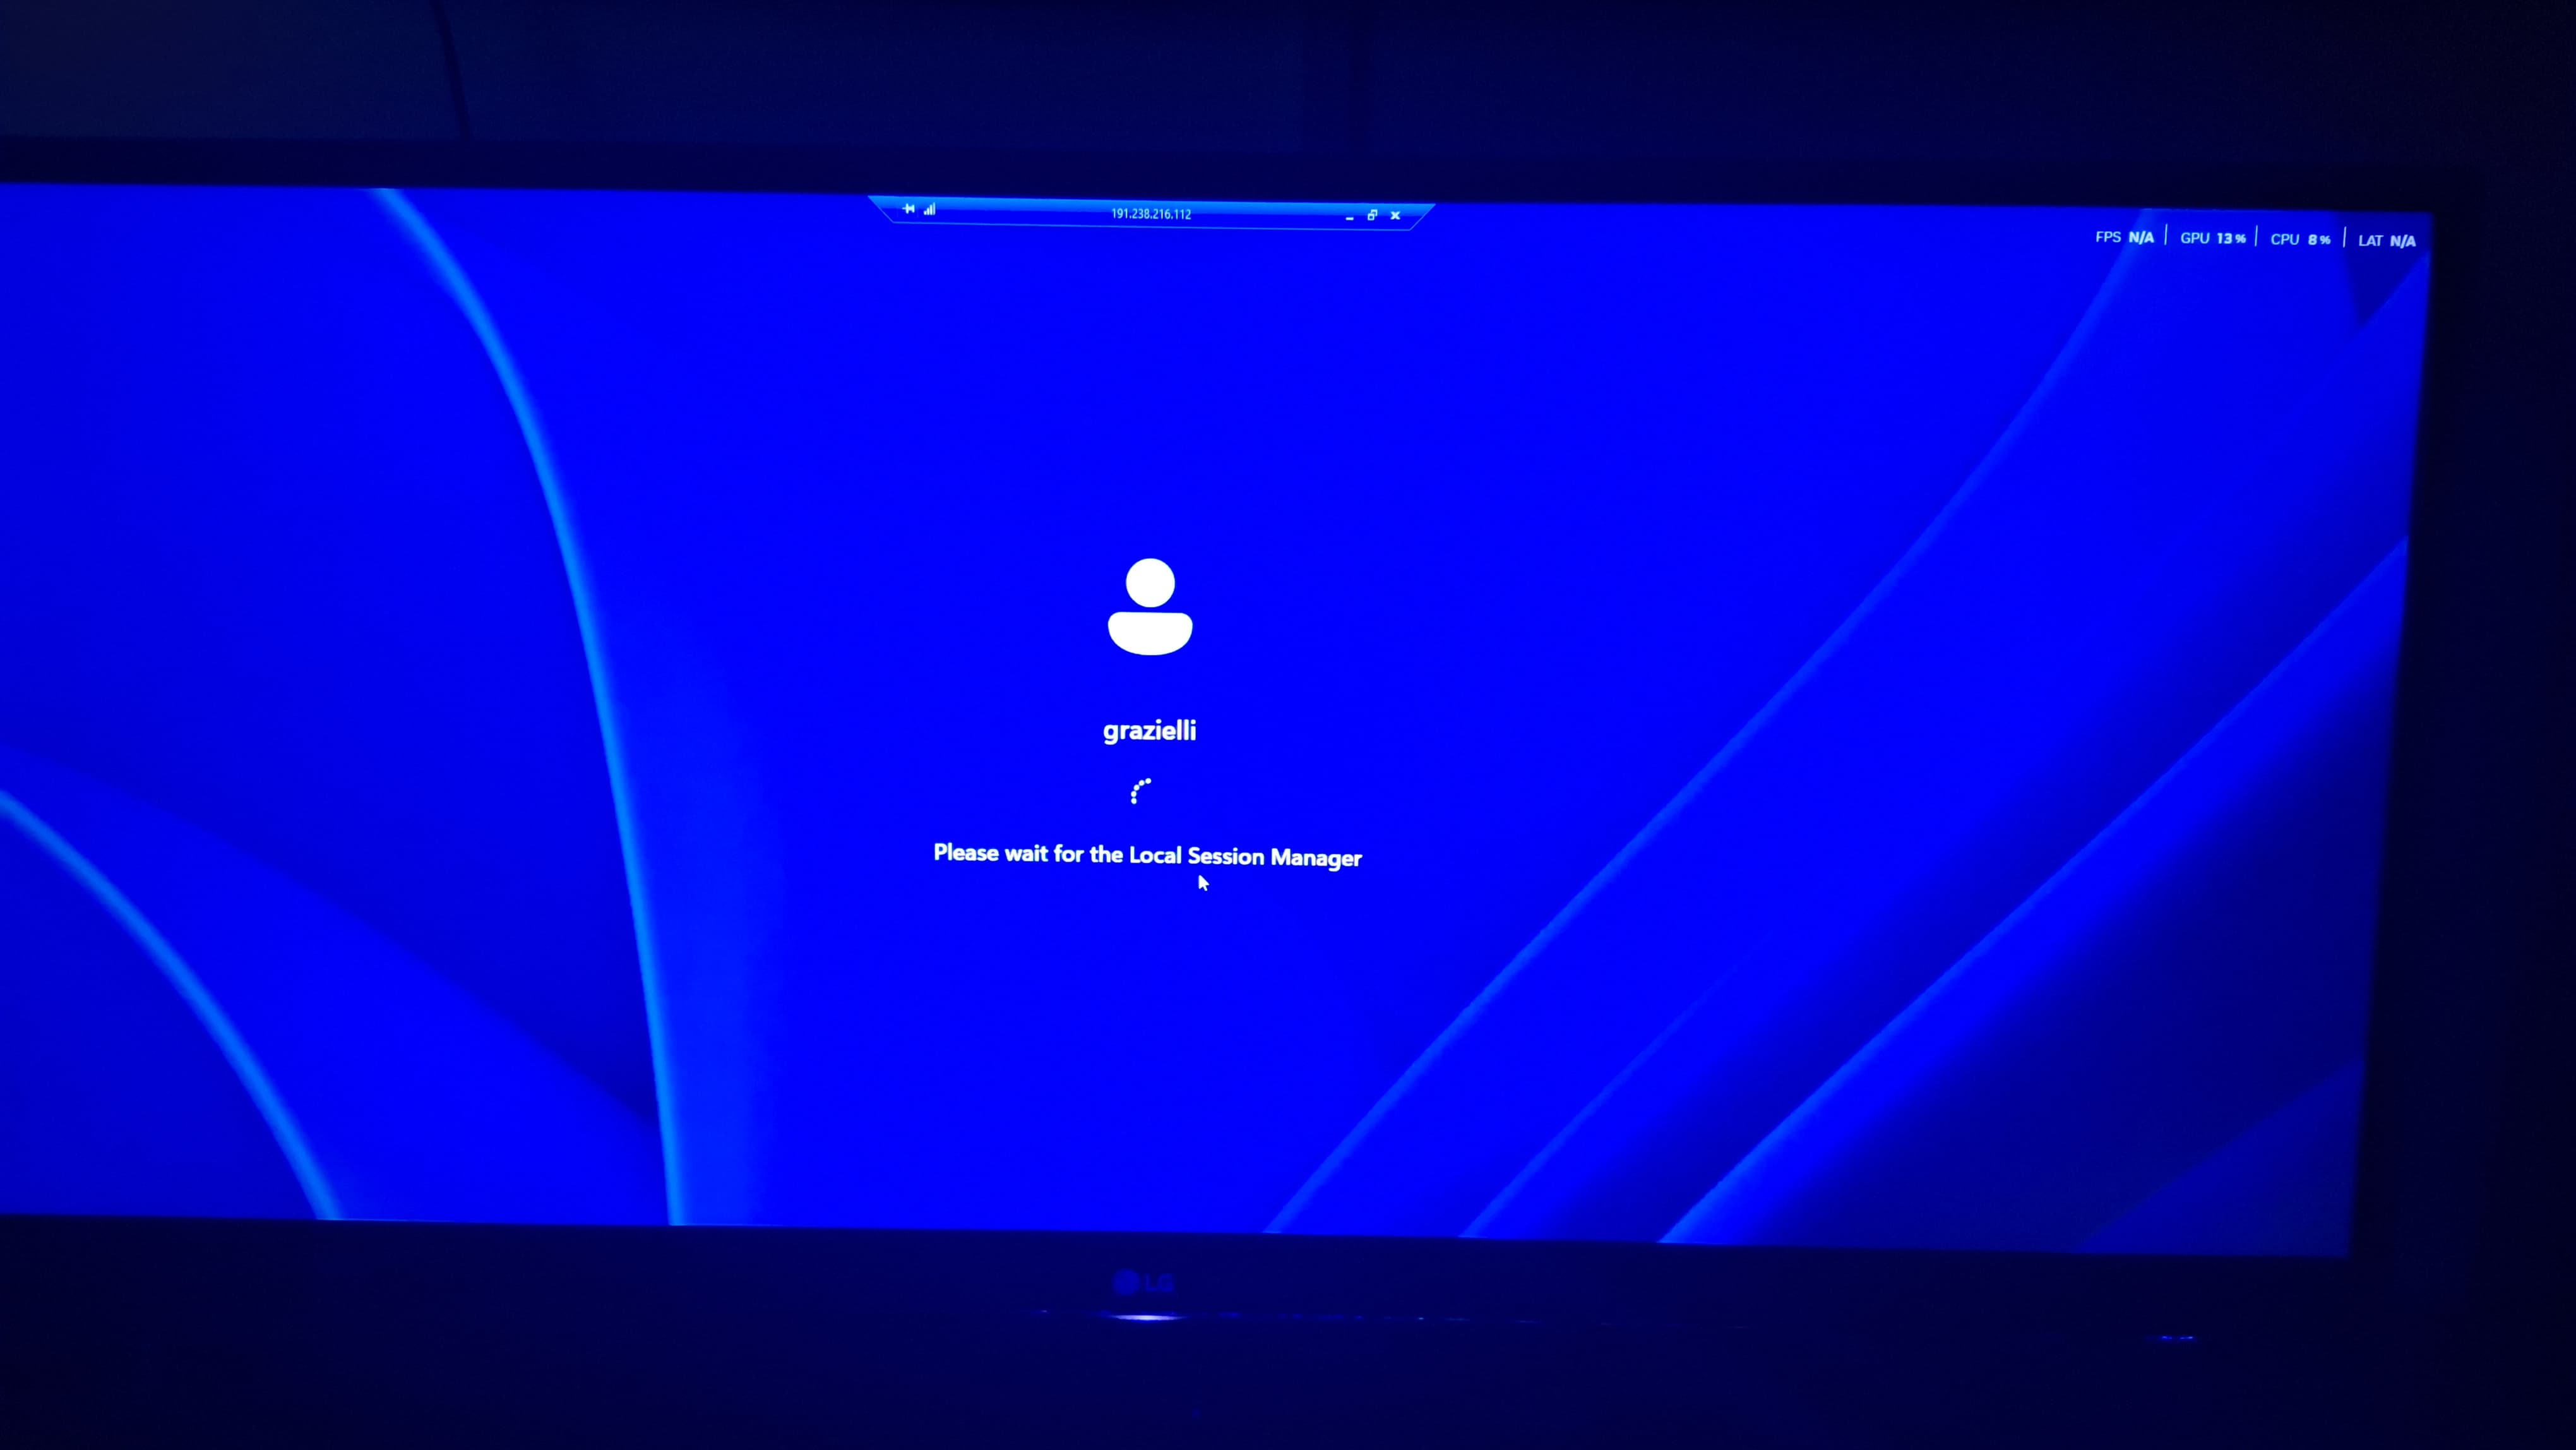 191.238.216.112
FPS N/A | GPU 13% | CPU 8% | LAT N/A
grazielli
Please wait for the Local Session Manager
LG